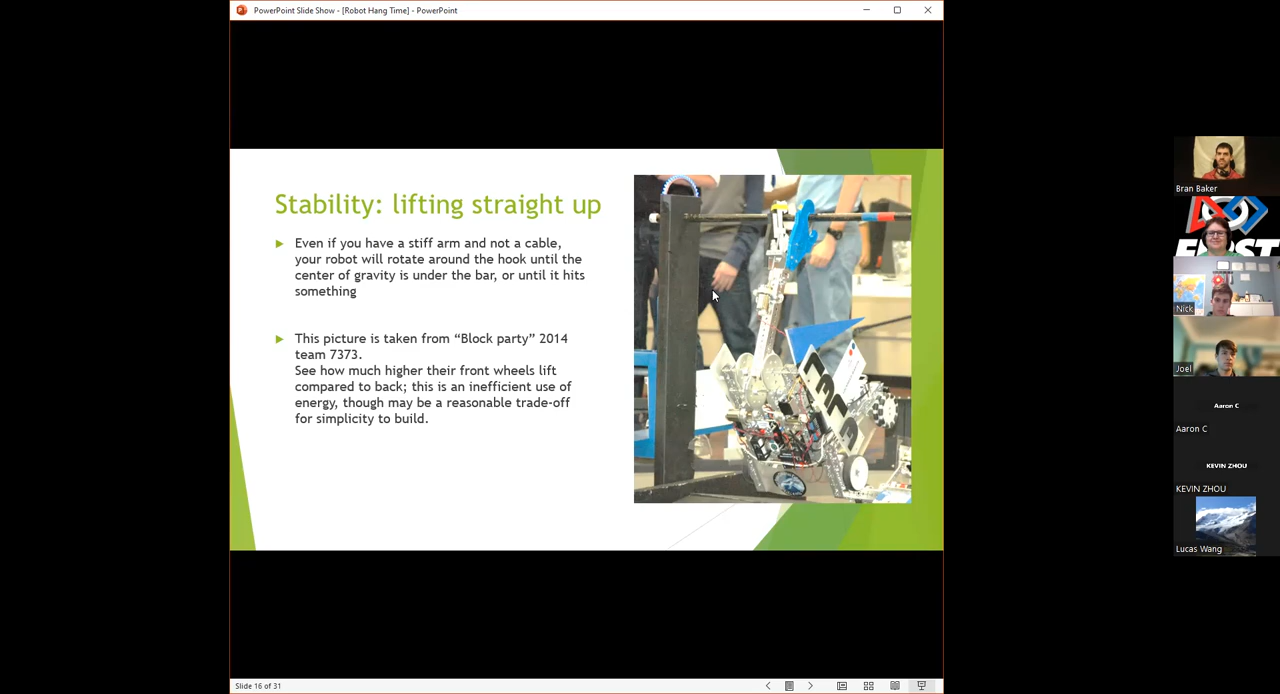 PowerPoint Slide Show - [Robot Hang Time] - PowerPoint
Stability: lifting straight up
Even if you have a stiff arm and not a cable,
your robot will rotate around the hook until the
center of gravity is under the bar, or until it hits
something
This picture is taken from “Block party” 2014
team 7373.
See how much higher their front wheels lift
compared to back; this is an inefficient use of
energy, though may be a reasonable trade-off
for simplicity to build.
Bran Baker
FIRST
Nick
Joel
Aaron C
Aaron C
KEVIN ZHOU
KEVIN ZHOU
Lucas Wang
Slide 16 of 31